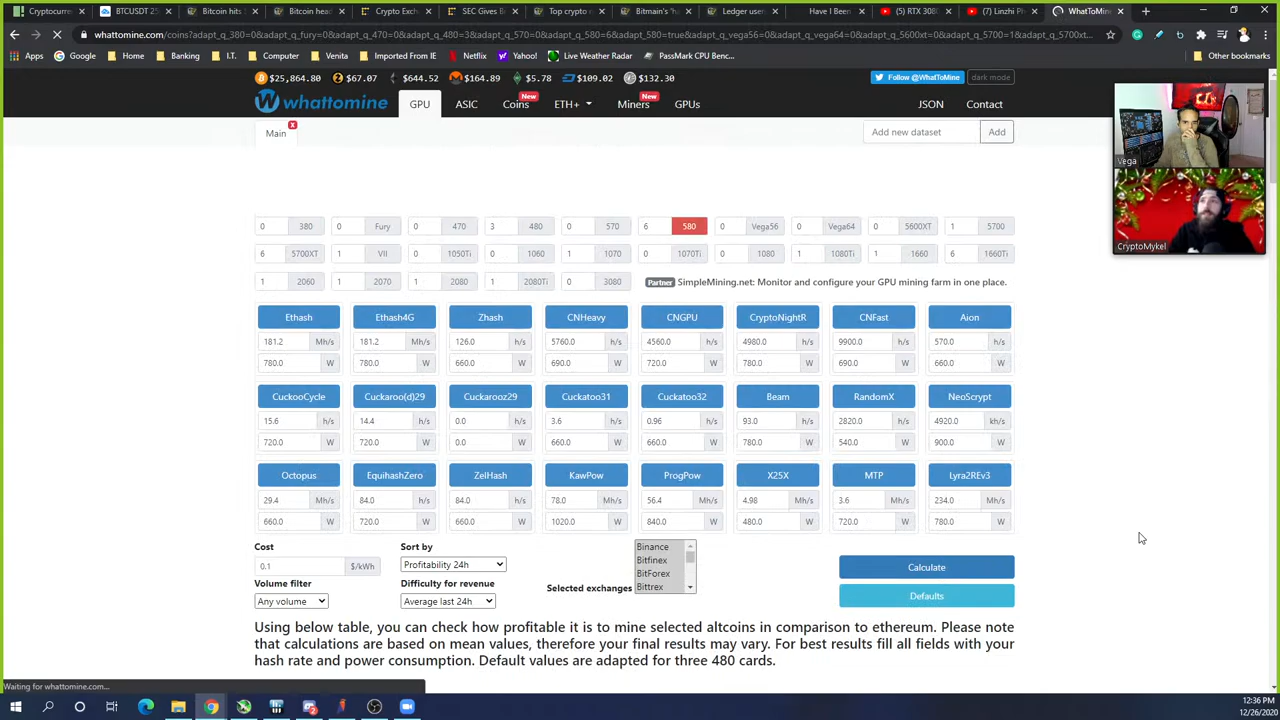 Cryptocurren
BTCUSDT 25
Bitcoin hits
Bitcoin head
Crypto Exch
SEC Gives B
Top crypto
Bitmain's 'h
Ledger user
Have I Been
(5) RTX 308
(7) Linzhi Ph
WhatToMine
whattomine.com/coins?adapt_q_380=0&adapt_q_fury=0&adapt_q_470=0&adapt_q_480=3&adapt_q_570=0&adapt_q_580=6&adapt_580=true&adapt_q_vega56=0&adapt_q_vega64=0&adapt_q_5600xt=0&adapt_q_5700=1&adapt_q_5700xt...
Apps Google Home Banking I.T. Computer Venita Imported From IE Netflix Yahoo! Live Weather Radar PassMark CPU Benc... Other bookmarks
$25,864.80 $67.07 $644.52 $164.89 $5.78 $109.02 $132.30 Follow @WhatToMine dark mode
whattomine GPU ASIC Coins New ETH+ Miners New GPUs JSON Contact
Main x Add new dataset Add
Vega
CryptoMykel
0 380 0 Fury 0 470 3 480 0 570 6 580 0 Vega56 0 Vega64 0 5600XT 1 5700
6 5700XT 1 VII 0 1050Ti 0 1060 1 1070 0 1070Ti 0 1080 1 1080Ti 1 1660 6 1660Ti
1 2060 1 2070 1 2080 1 2080Ti 0 3080 Partner SimpleMining.net: Monitor and configure your GPU mining farm in one place.
Ethash Ethash4G Zhash CNHeavy CNGPU CryptoNightR CNFast Aion
181.2 Mh/s 181.2 Mh/s 126.0 h/s 5760.0 h/s 4560.0 h/s 4980.0 h/s 9900.0 h/s 570.0 h/s
780.0 W 780.0 W 660.0 W 690.0 W 720.0 W 780.0 W 690.0 W 660.0 W
CuckooCycle Cuckaroo(d)29 Cuckarooz29 Cuckatoo31 Cuckatoo32 Beam RandomX NeoScrypt
15.6 h/s 14.4 h/s 0.0 h/s 3.6 h/s 0.96 h/s 93.0 h/s 2820.0 h/s 4920.0 kh/s
720.0 W 720.0 W 0.0 W 660.0 W 660.0 W 780.0 W 540.0 W 900.0 W
Octopus EquihashZero ZelHash KawPow ProgPow X25X MTP Lyra2REv3
29.4 Mh/s 84.0 h/s 84.0 h/s 78.0 Mh/s 56.4 Mh/s 4.98 Mh/s 3.6 Mh/s 234.0 Mh/s
660.0 W 720.0 W 660.0 W 1020.0 W 840.0 W 480.0 W 720.0 W 780.0 W
Cost Sort by Binance
0.1 $/kWh Profitability 24h Bitfinex Calculate
Volume filter Difficulty for revenue Selected exchanges BitForex
Any volume Average last 24h Bittrex Defaults
Using below table, you can check how profitable it is to mine selected altcoins in comparison to ethereum. Please note
that calculations are based on mean values, therefore your final results may vary. For best results fill all fields with your
hash rate and power consumption. Default values are adapted for three 480 cards.
Waiting for whattomine.com...
12:36 PM
12/26/2020